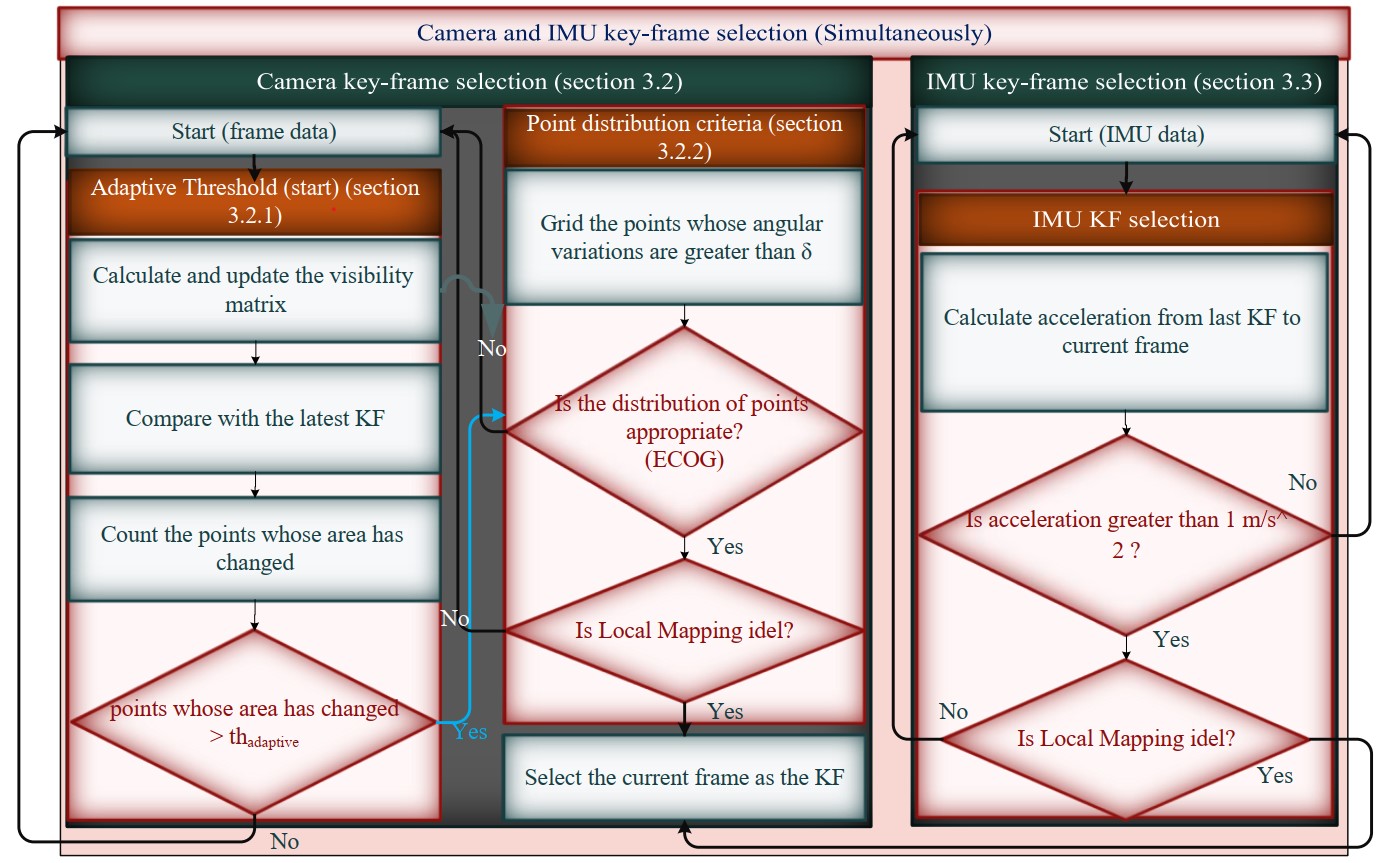 Camera and IMU key-frame selection (Simultaneously)
Camera key-frame selection (section 3.2)
Start (frame data)
Adaptive Threshold (start) (section
3.2.1)
Calculate and update the visibility
matrix
Compare with the latest KF
Count the points whose area has
changed
points whose area has changed
> thadaptive
No
Yes
Point distribution criteria (section
3.2.2)
Grid the points whose angular
variations are greater than δ
No
Is the distribution of points
appropriate?
(ECOG)
Yes
No
Is Local Mapping idel?
Yes
Select the current frame as the KF
IMU key-frame selection (section 3.3)
Start (IMU data)
IMU KF selection
Calculate acceleration from last KF to
current frame
No
Is acceleration greater than 1 m/s^
2 ?
Yes
No
Is Local Mapping idel?
Yes